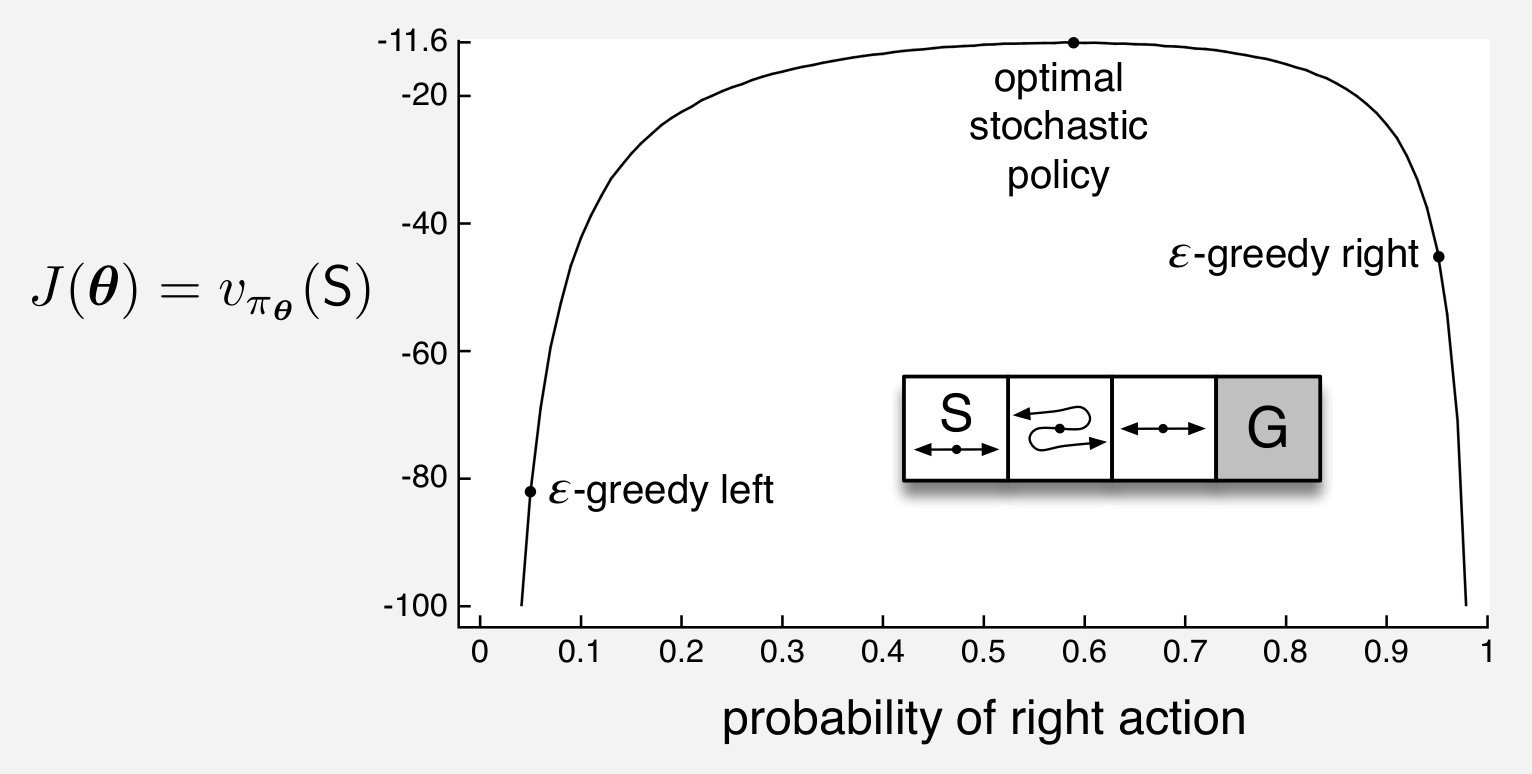 -11.6
optimal
stochastic
policy
-20
-40
ε-greedy right
J(θ) = v_{π_θ}(S)
-60
S
G
-80
ε-greedy left
-100
0 0.1 0.2 0.3 0.4 0.5 0.6 0.7 0.8 0.9 1
probability of right action